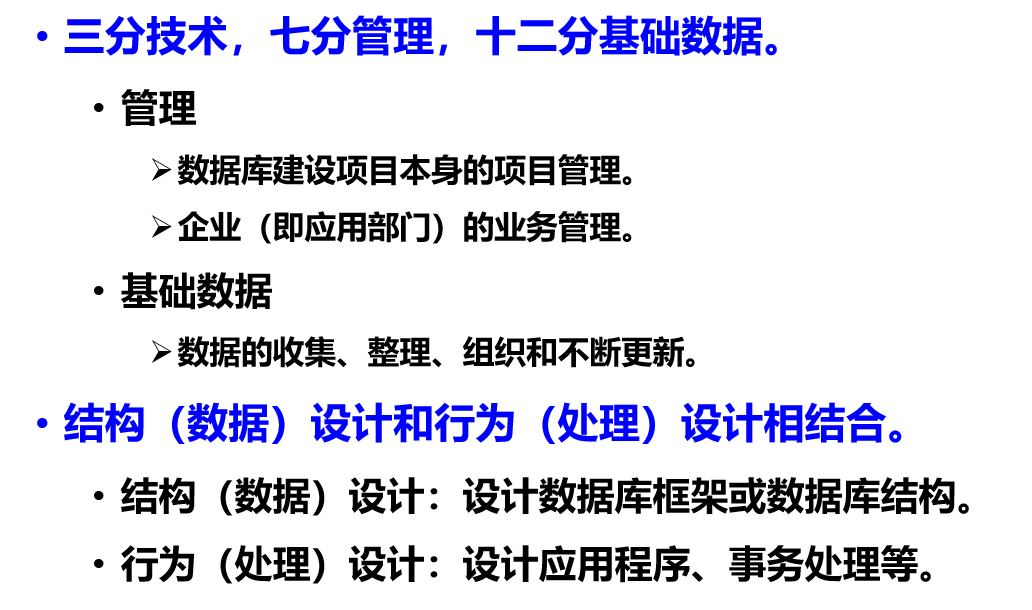 • 三分技术，七分管理，十二分基础数据。
• 管理
➢数据库建设项目本身的项目管理。
➢企业（即应用部门）的业务管理。
• 基础数据
➢数据的收集、整理、组织和不断更新。
• 结构（数据）设计和行为（处理）设计相结合。
• 结构（数据）设计：设计数据库框架或数据库结构。
• 行为（处理）设计：设计应用程序、事务处理等。